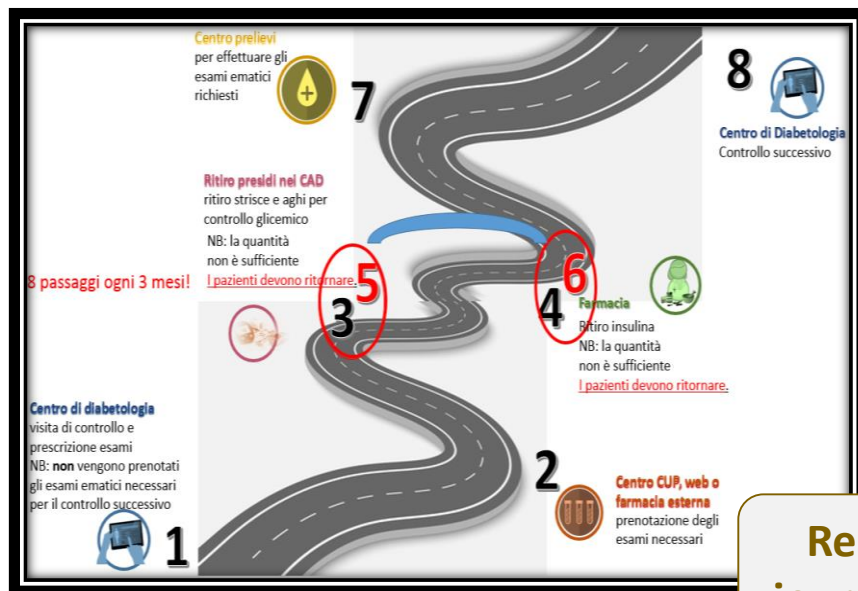 Centro prelievi
per effettuare gli
esami ematici
richiesti
7
8
Centro di Diabetologia
Controllo successivo
Ritiro presidi nei CAD
ritiro strisce e aghi per
controllo glicemico
NB: la quantità
non è sufficiente
I pazienti devono ritornare.
8 passaggi ogni 3 mesi!
5
3
6
4
Farmacia
Ritiro insulina
NB: la quantità
non è sufficiente
I pazienti devono ritornare.
Centro di diabetologia
visita di controllo e
prescrizione esami
NB: non vengono prenotati
gli esami ematici necessari
per il controllo successivo
1
2
Centro CUP, web o
farmacia esterna
prenotazione degli
esami necessari
Re